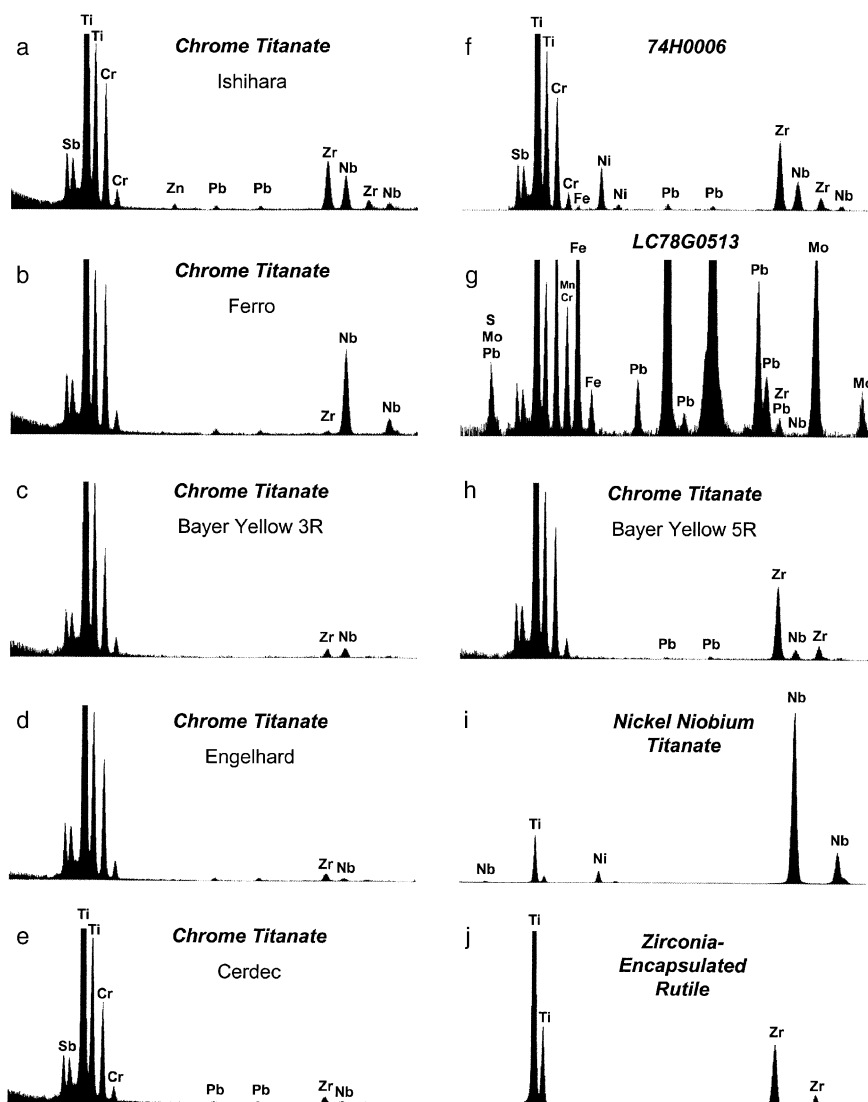 a
Chrome Titanate
Ishihara
Ti
Ti
Cr
Sb
Cr
Zn
Pb
Pb
Zr
Nb
Zr
Nb
f
74H0006
Ti
Ti
Cr
Sb
Cr
Fe
Ni
Ni
Pb
Pb
Zr
Nb
Zr
Nb
b
Chrome Titanate
Ferro
Nb
Zr
Nb
g
LC78G0513
Fe
Mn
Cr
S
Mo
Pb
Fe
Pb
Pb
Pb
Pb
Zr
Pb
Nb
Mo
Mo
c
Chrome Titanate
Bayer Yellow 3R
Zr
Nb
h
Chrome Titanate
Bayer Yellow 5R
Pb
Pb
Zr
Nb
Zr
d
Chrome Titanate
Engelhard
Zr
Nb
i
Nickel Niobium
Titanate
Nb
Ti
Ni
Nb
Nb
e
Chrome Titanate
Cerdec
Ti
Ti
Cr
Sb
Cr
Pb
Pb
Zr
Nb
j
Zirconia-
Encapsulated
Rutile
Ti
Ti
Zr
Zr